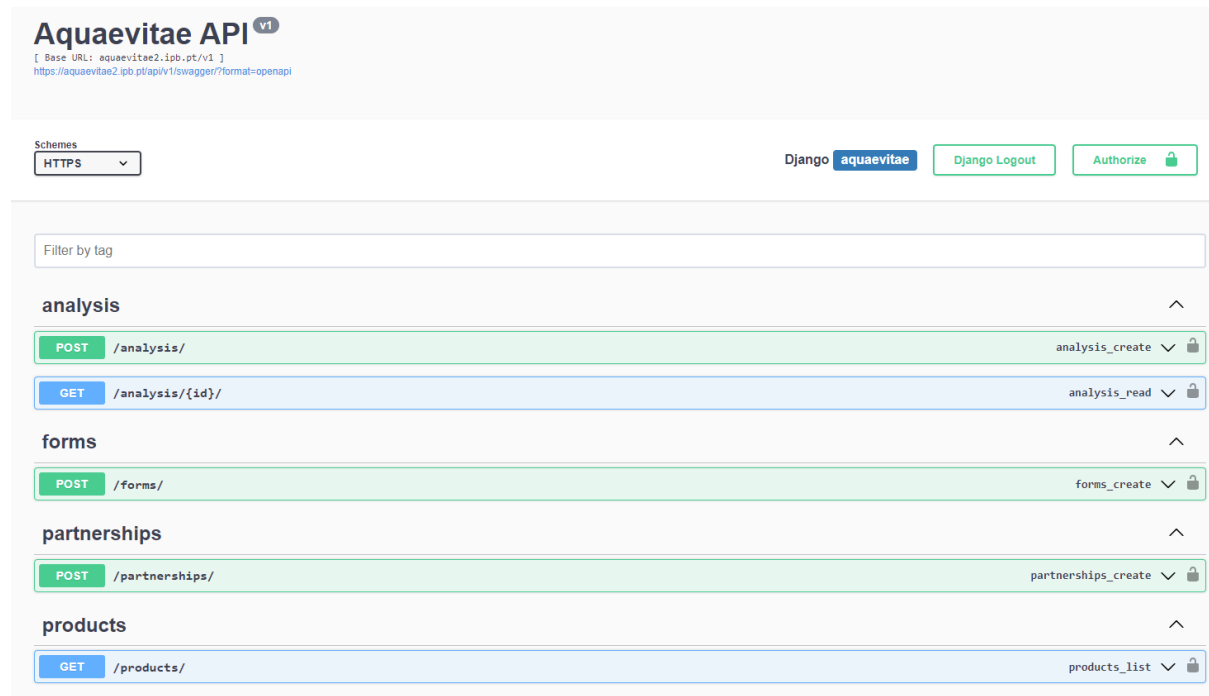 Aquaevitae API v1
[ Base URL: aquaevitae2.ipb.pt/v1 ]
https://aquaevitae2.ipb.pt/api/v1/swagger/?format=openapi
Schemes
HTTPS
Django aquaevitae Django Logout Authorize
Filter by tag
analysis
POST /analysis/ analysis_create
GET /analysis/{id}/ analysis_read
forms
POST /forms/ forms_create
partnerships
POST /partnerships/ partnerships_create
products
GET /products/ products_list